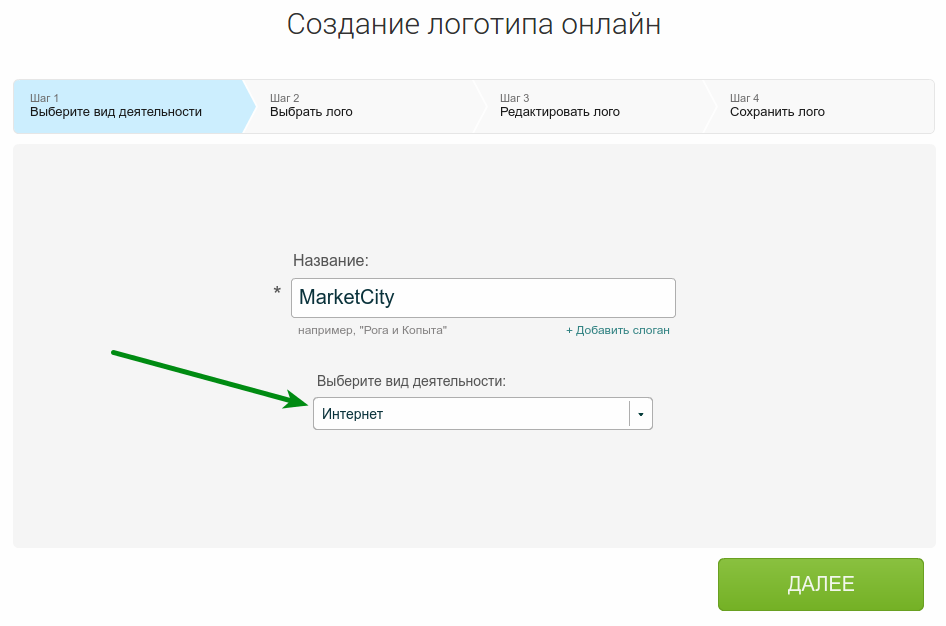 Создание логотипа онлайн
Шаг 1
Выберите вид деятельности
Шаг 2
Выбрать лого
Шаг 3
Редактировать лого
Шаг 4
Сохранить лого
Название:
* MarketCity
например, "Рога и Копыта"
+ Добавить слоган
Выберите вид деятельности:
Интернет
ДАЛЕЕ